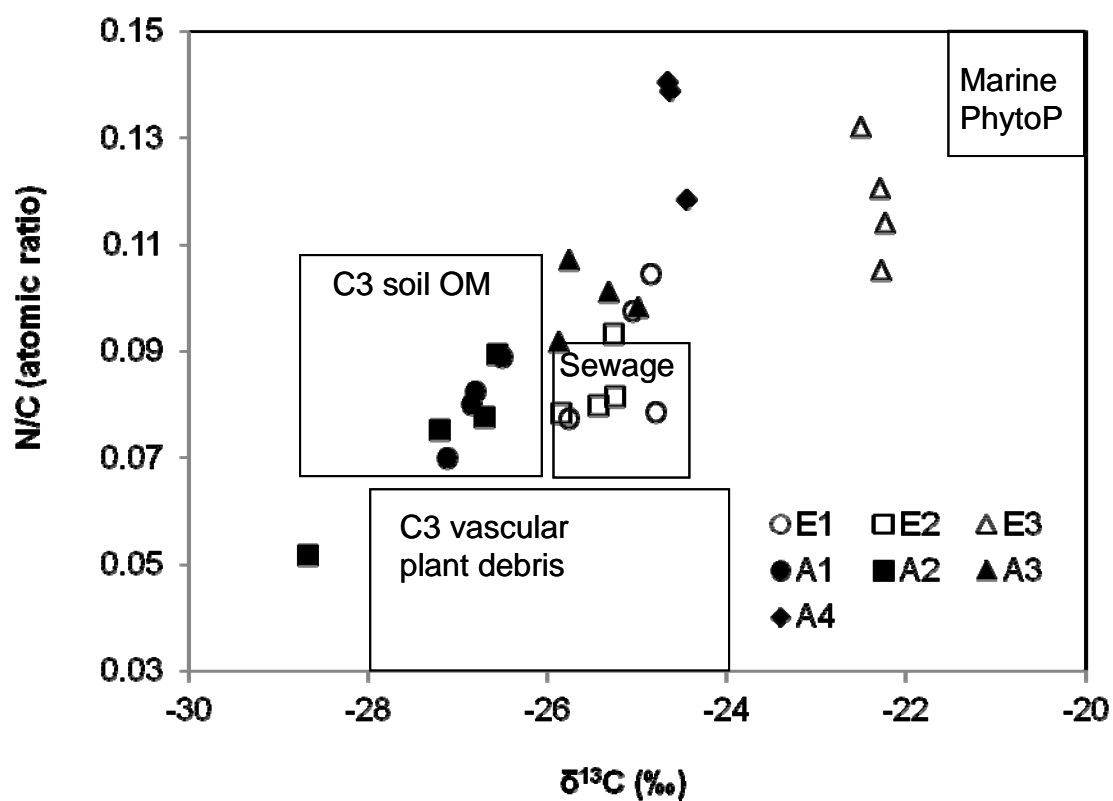 0.15
0.13
0.11
0.09
0.07
0.05
0.03
N/C (atomic ratio)
Marine
PhytoP
C3 soil OM
Sewage
C3 vascular
plant debris
E1 E2 E3
A1 A2 A3
A4
-30 -28 -26 -24 -22 -20
δ¹³C (‰)